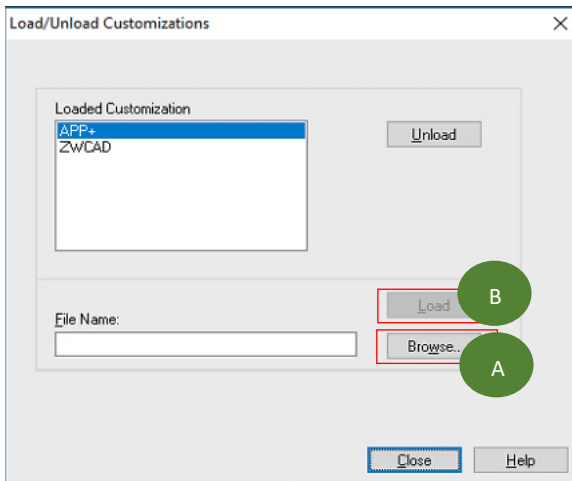 Load/Unload Customizations
Loaded Customization
APP+
ZWCAD
Unload
Load
B
File Name:
Browse..
A
Close
Help